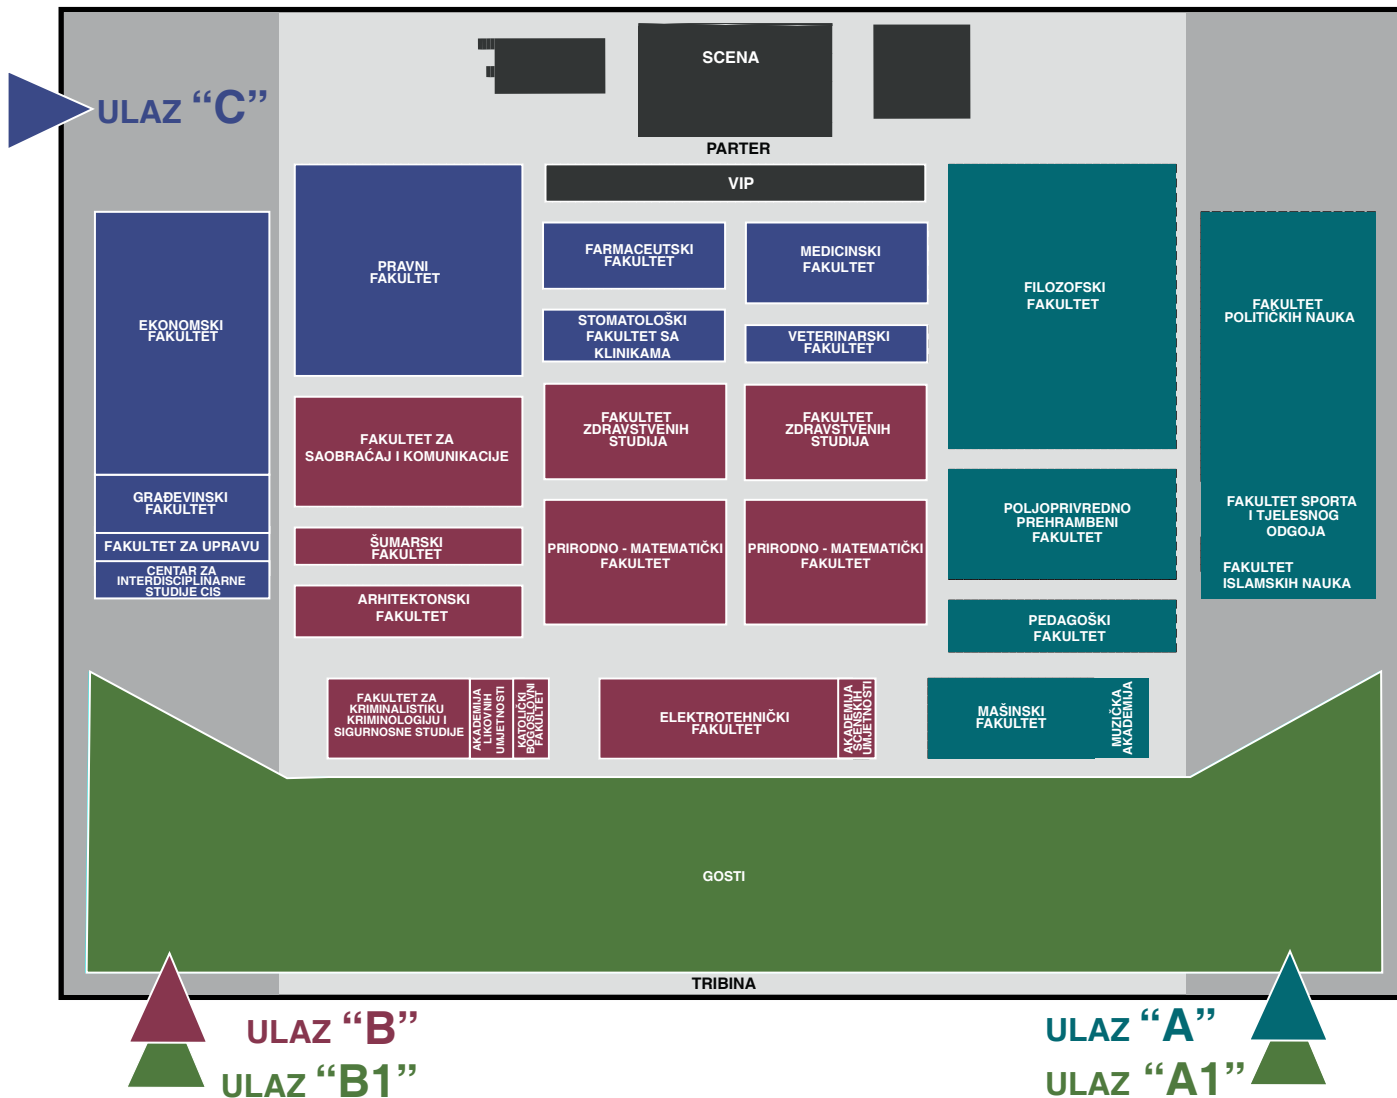 SCENA
ULAZ “C”
PARTER
VIP
EKONOMSKI
FAKULTET
GRAĐEVINSKI
FAKULTET
FAKULTET ZA UPRAVU
CENTAR ZA
INTERDISCIPLINARNE
STUDIJE CIS
PRAVNI
FAKULTET
FARMACEUTSKI
FAKULTET
MEDICINSKI
FAKULTET
STOMATOLOŠKI
FAKULTET SA
KLINIKAMA
VETERINARSKI
FAKULTET
FILOZOFSKI
FAKULTET
FAKULTET
POLITIČKIH NAUKA
FAKULTET SPORTA
I TJELESNOG
ODGOJA
FAKULTET
ISLAMSKIH NAUKA
FAKULTET ZA
SAOBRAĆAJ I KOMUNIKACIJE
FAKULTET
ZDRAVSTVENIH
STUDIJA
FAKULTET
ZDRAVSTVENIH
STUDIJA
ŠUMARSKI
FAKULTET
PRIRODNO - MATEMATIČKI
FAKULTET
PRIRODNO - MATEMATIČKI
FAKULTET
POLJOPRIVREDNO
PREHRAMBENI
FAKULTET
ARHITEKTONSKI
FAKULTET
PEDAGOŠKI
FAKULTET
FAKULTET ZA
KRIMINALISTIKU
KRIMINOLOGIJU I
SIGURNOSNE STUDIJE
AKADEMIJA
LIKOVNIH
UMJETNOSTI
KATOLIČKI
BOGOSLOVNI
FAKULTET
ELEKTROTEHNIČKI
FAKULTET
AKADEMIJA
SCENSKIH
UMJETNOSTI
MAŠINSKI
FAKULTET
MUZIČKA
AKADEMIJA
GOSTI
TRIBINA
ULAZ “B”
ULAZ “B1”
ULAZ “A”
ULAZ “A1”